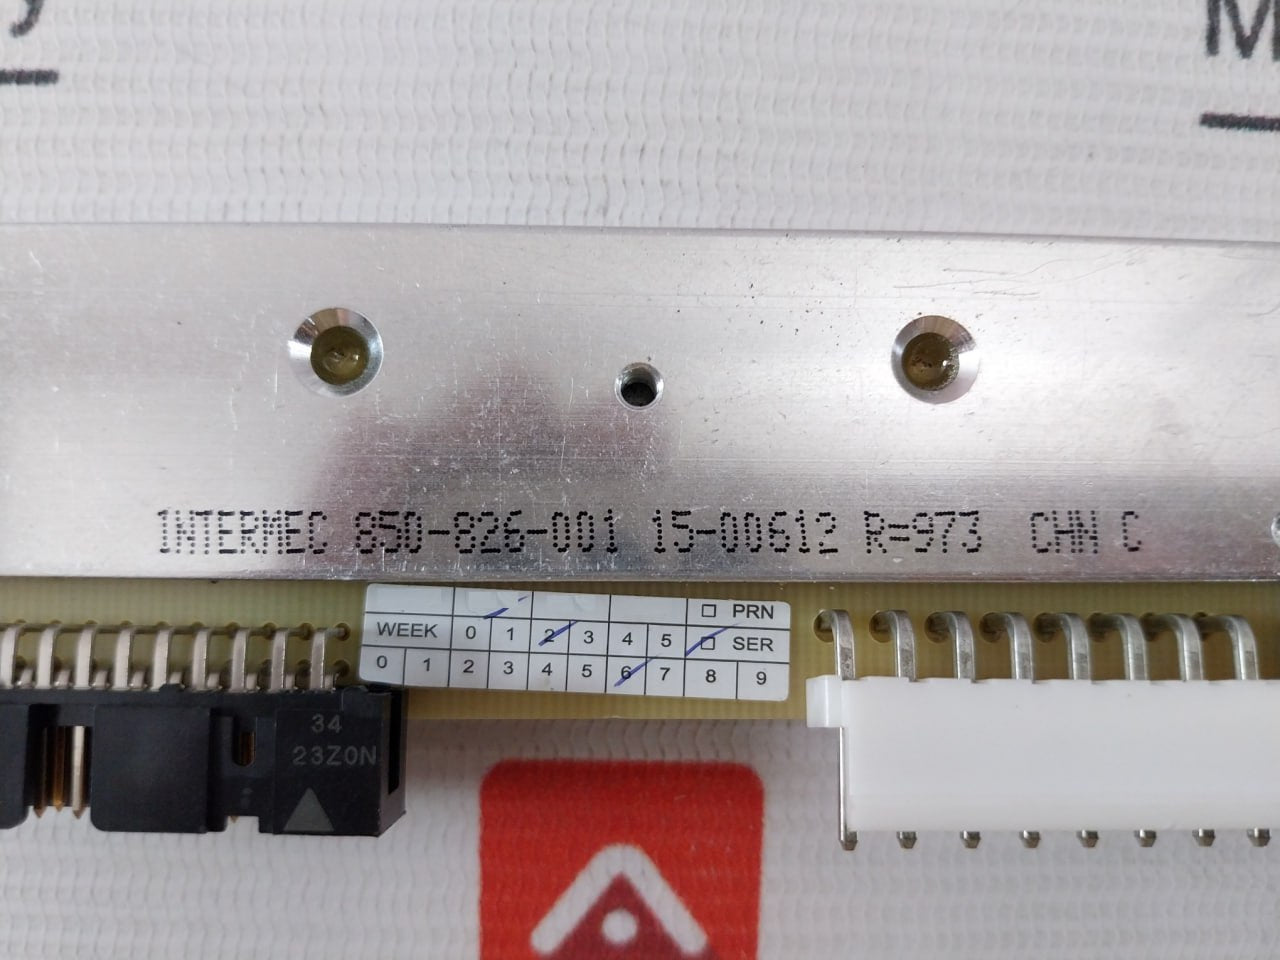 M
INTERMEC 850-826-001 15-00612 R=973 CHN C
☐ PRN
WEEK 0 1 2 3 4 5 ☐ SER
0 1 2 3 4 5 6 7 8 9
34
23Z0N